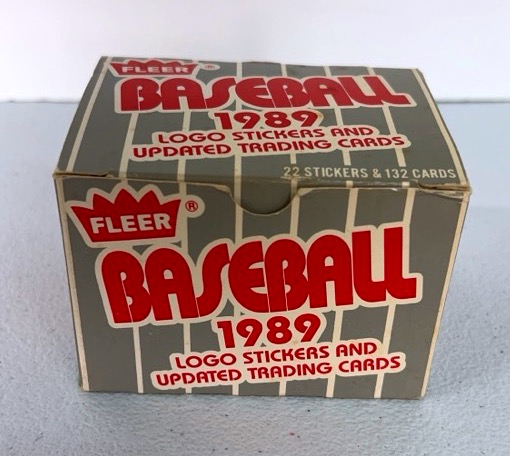 FLEER®
BASEBALL
1989
LOGO STICKERS AND
UPDATED TRADING CARDS
22 STICKERS & 132 CARDS
FLEER®
BASEBALL
1989
LOGO STICKERS AND
UPDATED TRADING CARDS